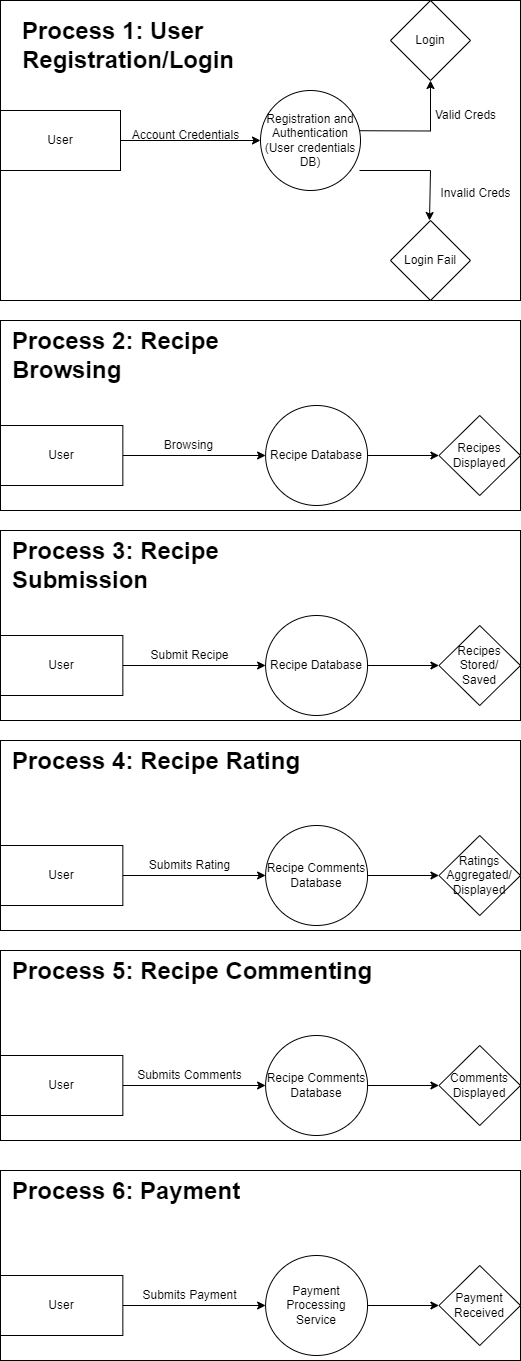 Process 1: User
Registration/Login
Login
Registration and
Authentication
(User credentials
DB)
Valid Creds
User
Account Credentials
Invalid Creds
Login Fail
Process 2: Recipe
Browsing
User
Browsing
Recipe Database
Recipes
Displayed
Process 3: Recipe
Submission
User
Submit Recipe
Recipe Database
Recipes
Stored/
Saved
Process 4: Recipe Rating
User
Submits Rating
Recipe Comments
Database
Ratings
Aggregated/
Displayed
Process 5: Recipe Commenting
User
Submits Comments
Recipe Comments
Database
Comments
Displayed
Process 6: Payment
User
Submits Payment
Payment
Processing
Service
Payment
Received